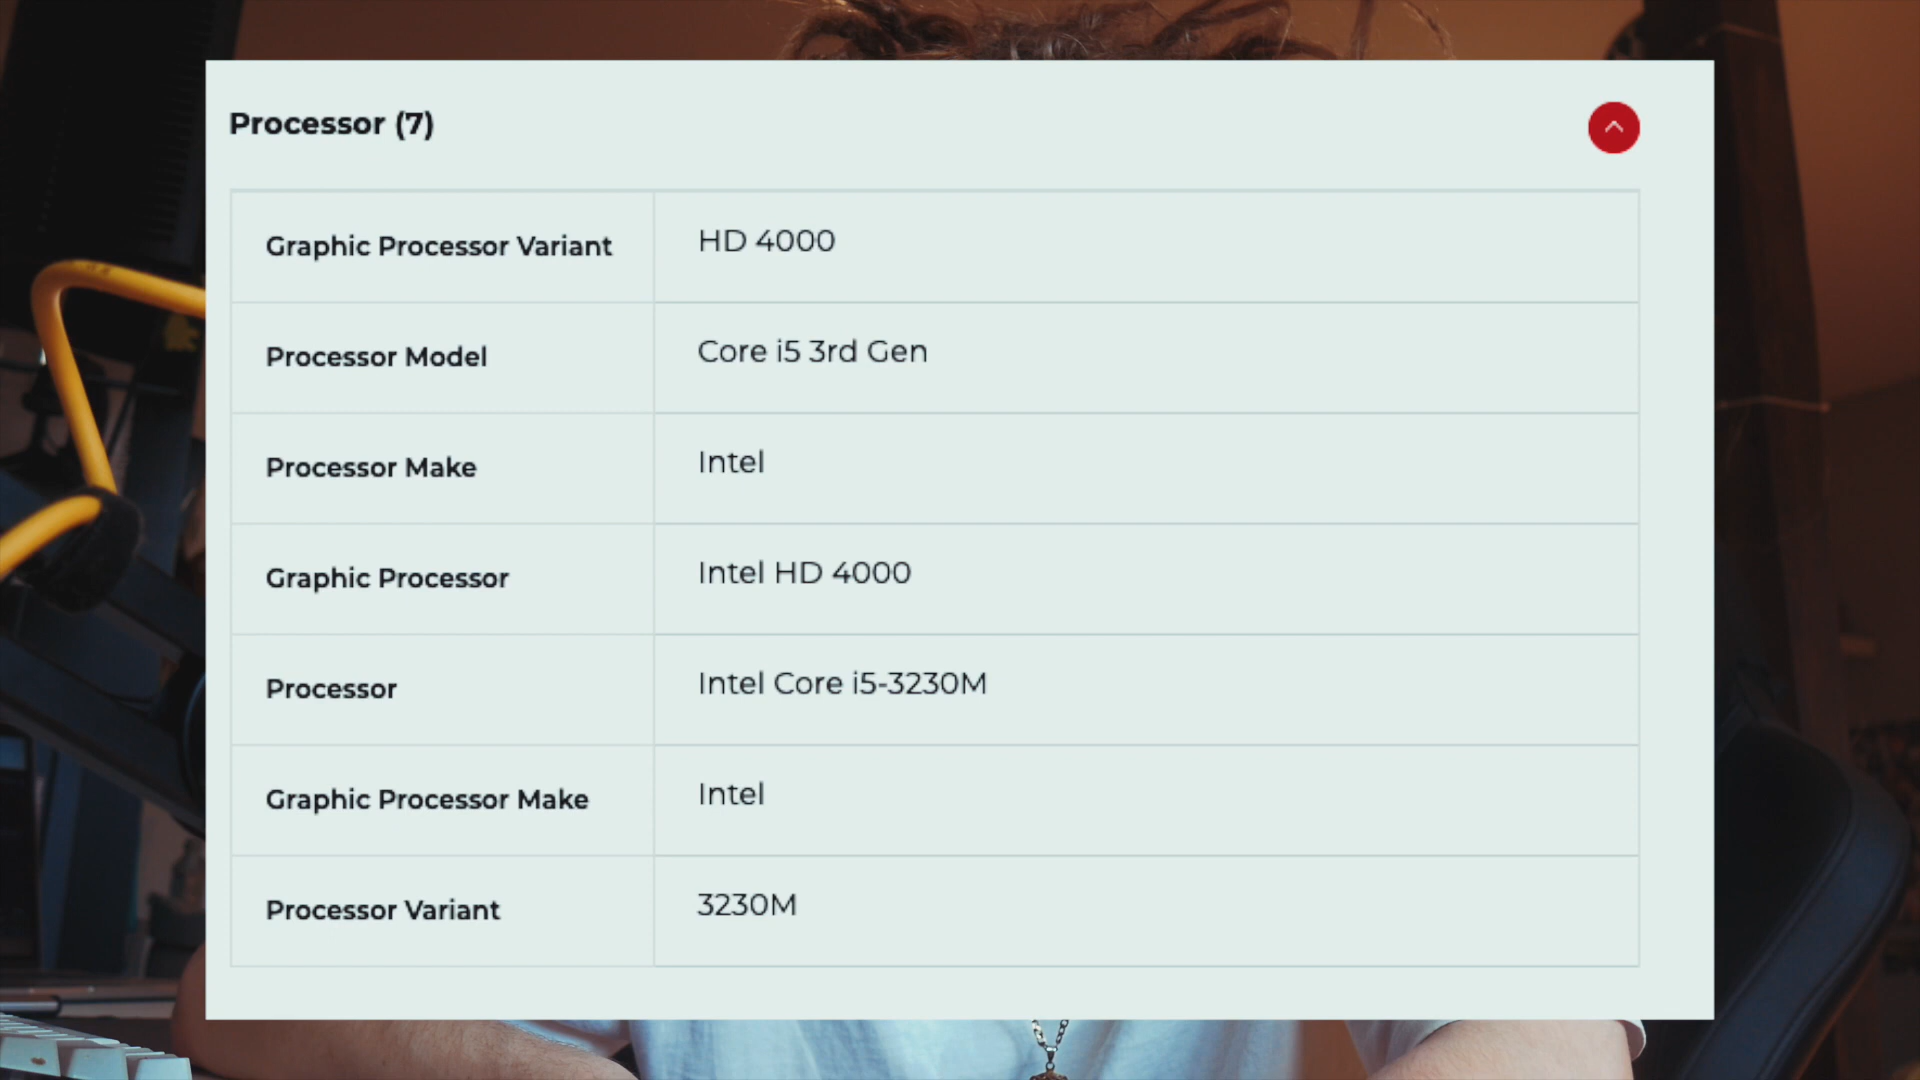 Processor (7)
Graphic Processor Variant HD 4000
Processor Model Core i5 3rd Gen
Processor Make Intel
Graphic Processor Intel HD 4000
Processor Intel Core i5-3230M
Graphic Processor Make Intel
Processor Variant 3230M